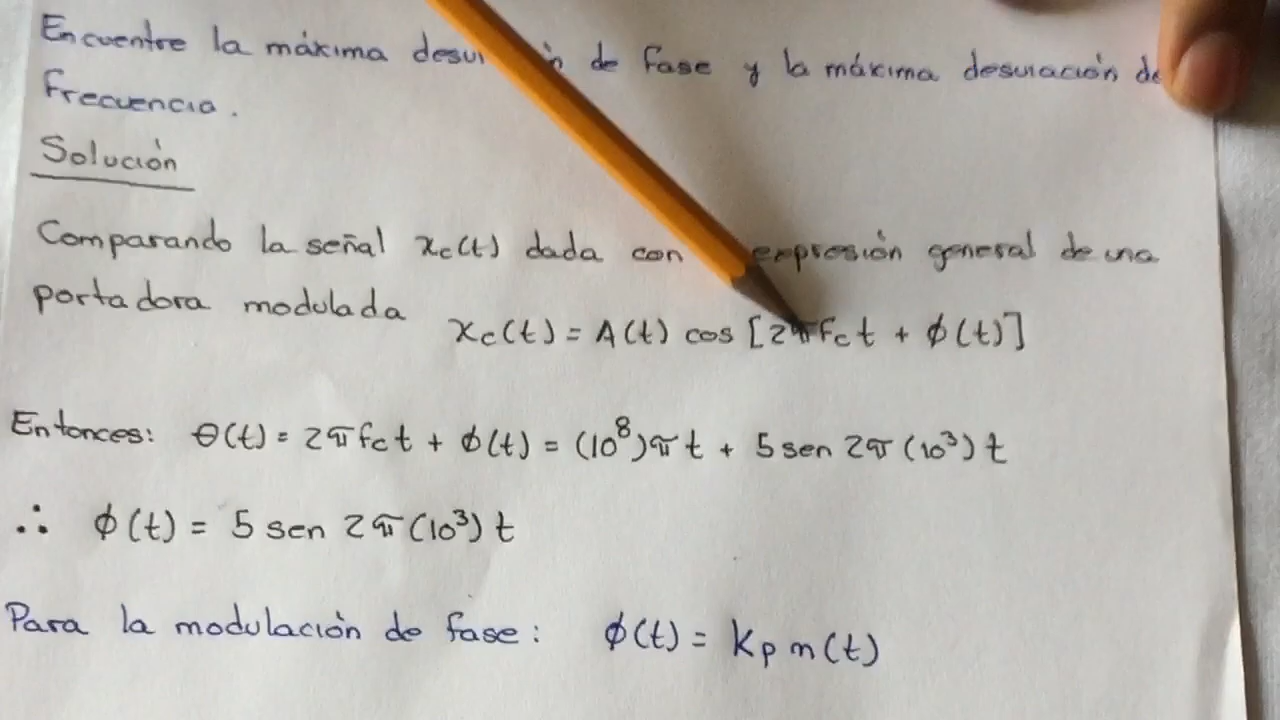 Encuentre la máxima de fase y la máxima desviación de
frecuencia.
Solución
Comparando la señal xc(t) dada con expresión general de una
portadora modulada xc(t) = A(t) cos [2πfct + ϕ(t)]
Entonces: θ(t) = 2πfct + ϕ(t) = (10⁸)πt + 5 sen 2π(10³)t
∴ ϕ(t) = 5 sen 2π(10³)t
Para la modulación de fase: ϕ(t) = Kp m(t)